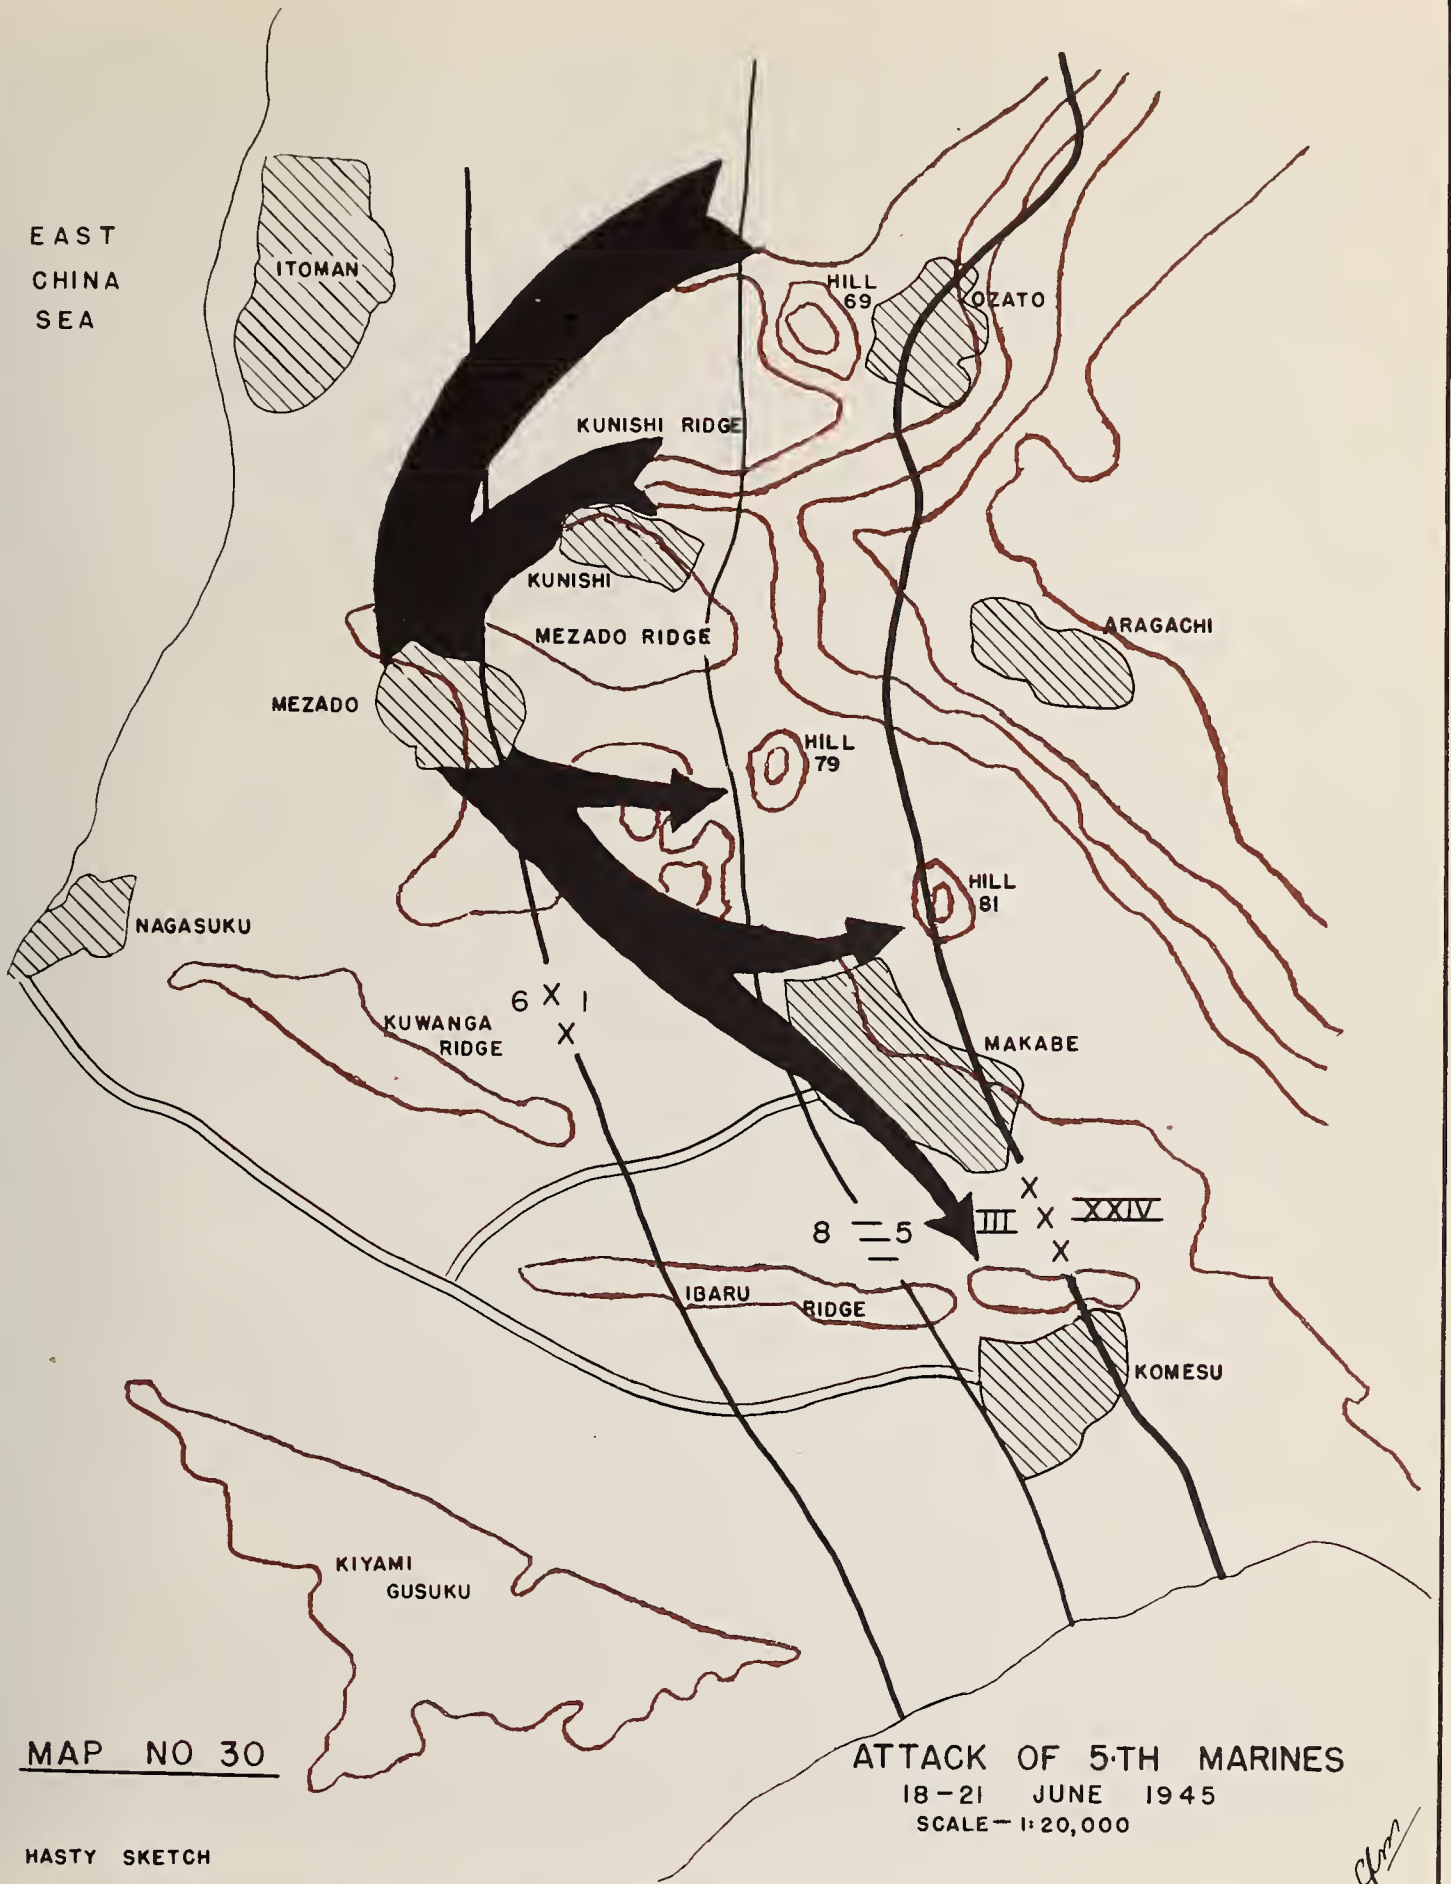 EAST
CHINA
SEA
ITOMAN
HILL
69
OZATO
KUNISHI RIDGE
KUNISHI
MEZADO RIDGE
ARAGACHI
MEZADO
HILL
79
HILL
81
NAGASUKU
6 X 1
X
KUWANGA
RIDGE
MAKABE
X
III X XXIV
X
8 5
IBARU
RIDGE
KOMESU
KIYAMI
GUSUKU
MAP NO 30
ATTACK OF 5·TH MARINES
18-21 JUNE 1945
SCALE- 1:20,000
HASTY SKETCH